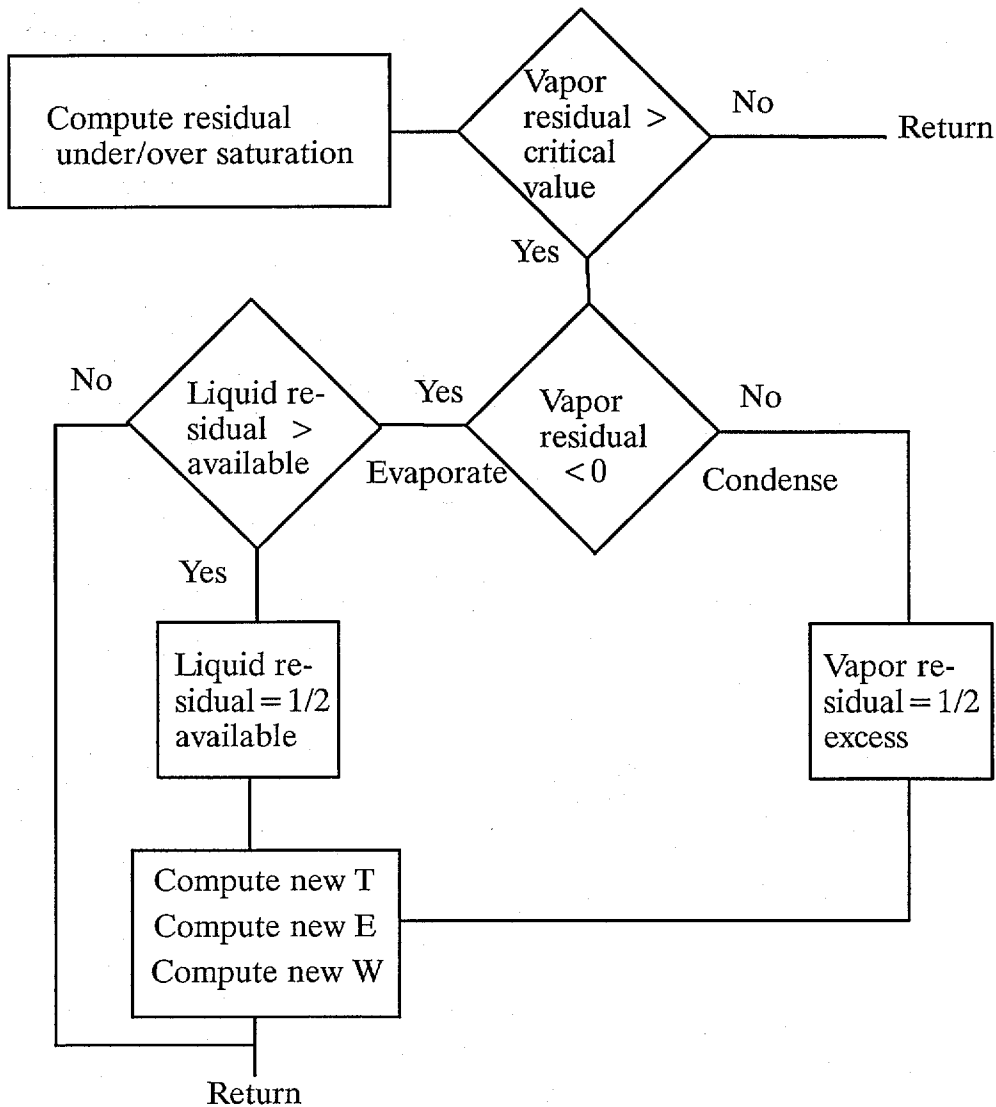 Compute residual
under/over saturation
Vapor
residual >
critical
value
No
Return
Yes
No
Liquid re-
sidual >
available
Yes
Evaporate
Vapor
residual
<0
No
Condense
Yes
Liquid re-
sidual = 1/2
available
Vapor re-
sidual = 1/2
excess
Compute new T
Compute new E
Compute new W
Return